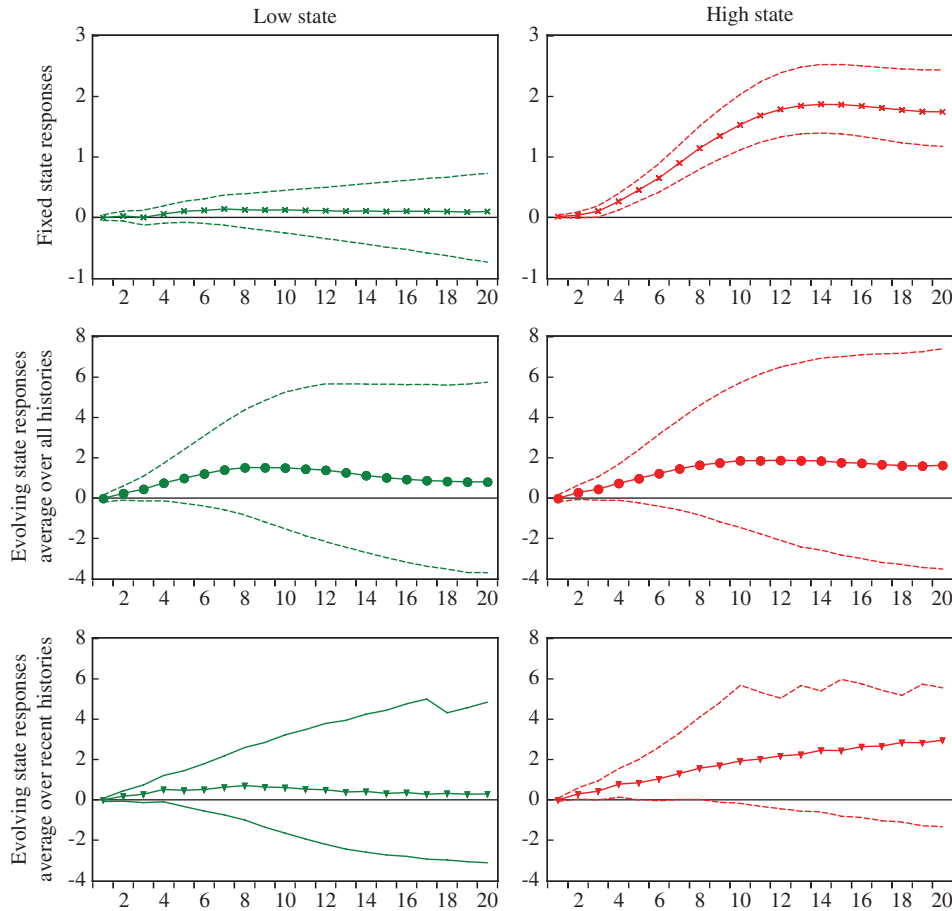 Low state
High state
Fixed state responses
3
2
1
0
-1
2 4 6 8 10 12 14 16 18 20
3
2
1
0
-1
2 4 6 8 10 12 14 16 18 20
Evolving state responses
average over all histories
8
6
4
2
0
-2
-4
2 4 6 8 10 12 14 16 18 20
8
6
4
2
0
-2
-4
2 4 6 8 10 12 14 16 18 20
Evolving state responses
average over recent histories
8
6
4
2
0
-2
-4
2 4 6 8 10 12 14 16 18 20
8
6
4
2
0
-2
-4
2 4 6 8 10 12 14 16 18 20